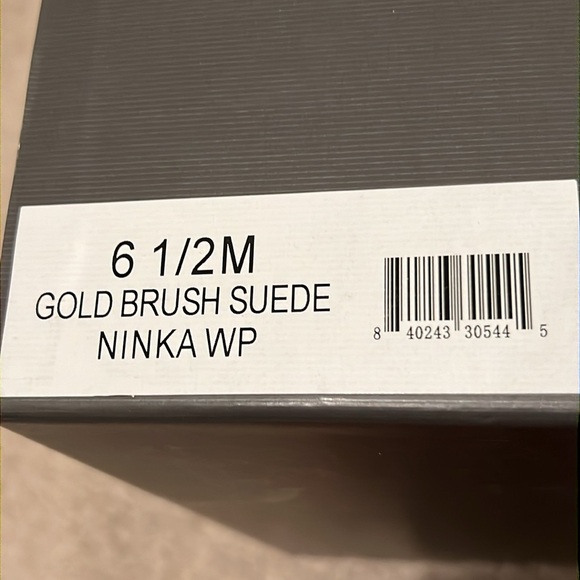 6 1/2M
GOLD BRUSH SUEDE
NINKA WP
8 40243 30544 5